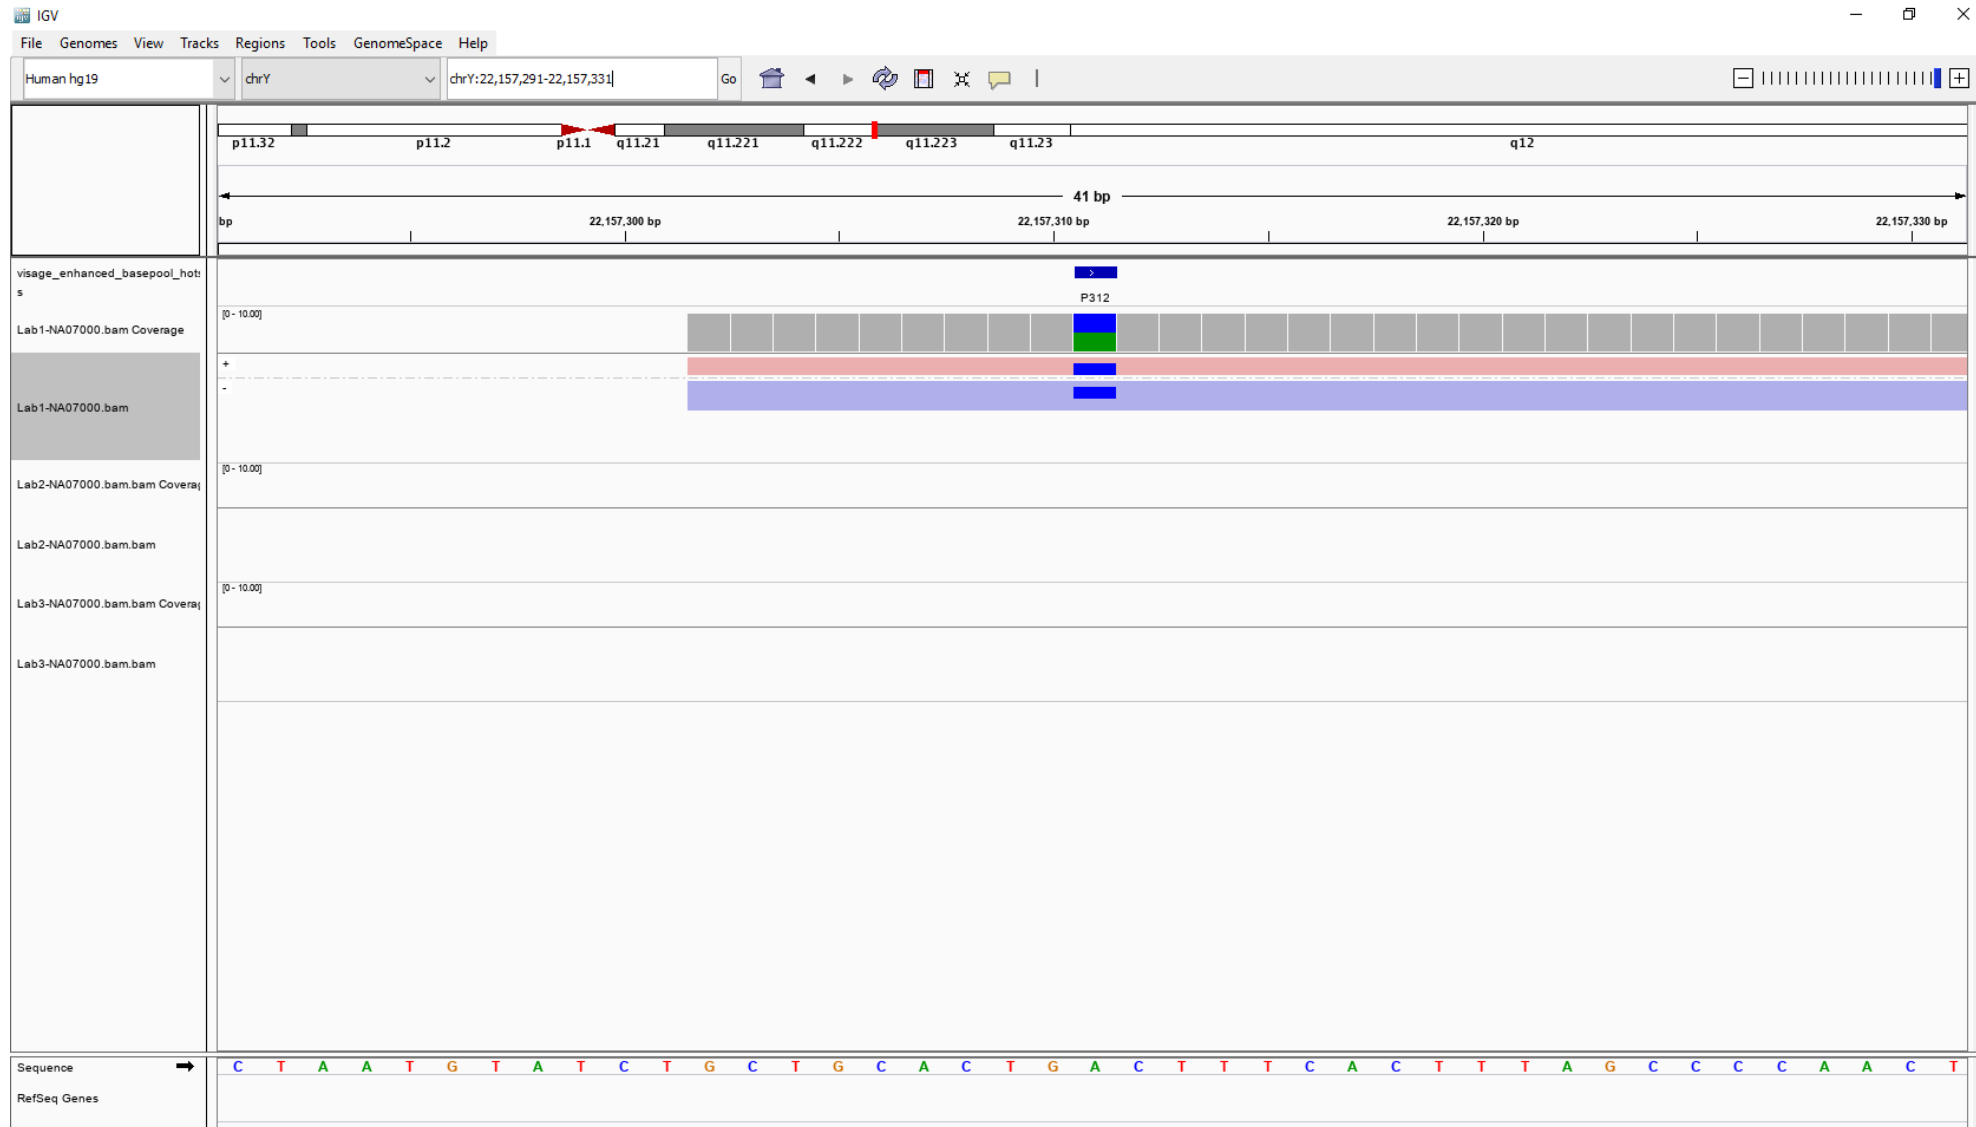 IGV
File Genomes View Tracks Regions Tools GenomeSpace Help
Human hg19 chrY chrY:22,157,291-22,157,331 Go
p11.32 p11.2 p11.1 q11.21 q11.221 q11.222 q11.223 q11.23 q12
41 bp
bp 22,157,300 bp 22,157,310 bp 22,157,320 bp 22,157,330 bp
visage_enhanced_basepool_hot
s
P312
[0 - 10.00]
Lab1-NA07000.bam Coverage
+
-
Lab1-NA07000.bam
[0 - 10.00]
Lab2-NA07000.bam.bam Covera
Lab2-NA07000.bam.bam
[0 - 10.00]
Lab3-NA07000.bam.bam Covera
Lab3-NA07000.bam.bam
Sequence C T A A T G T A T C T G C T G C A C T G A C T T T C A C T T T A G C C C C A A C T
RefSeq Genes